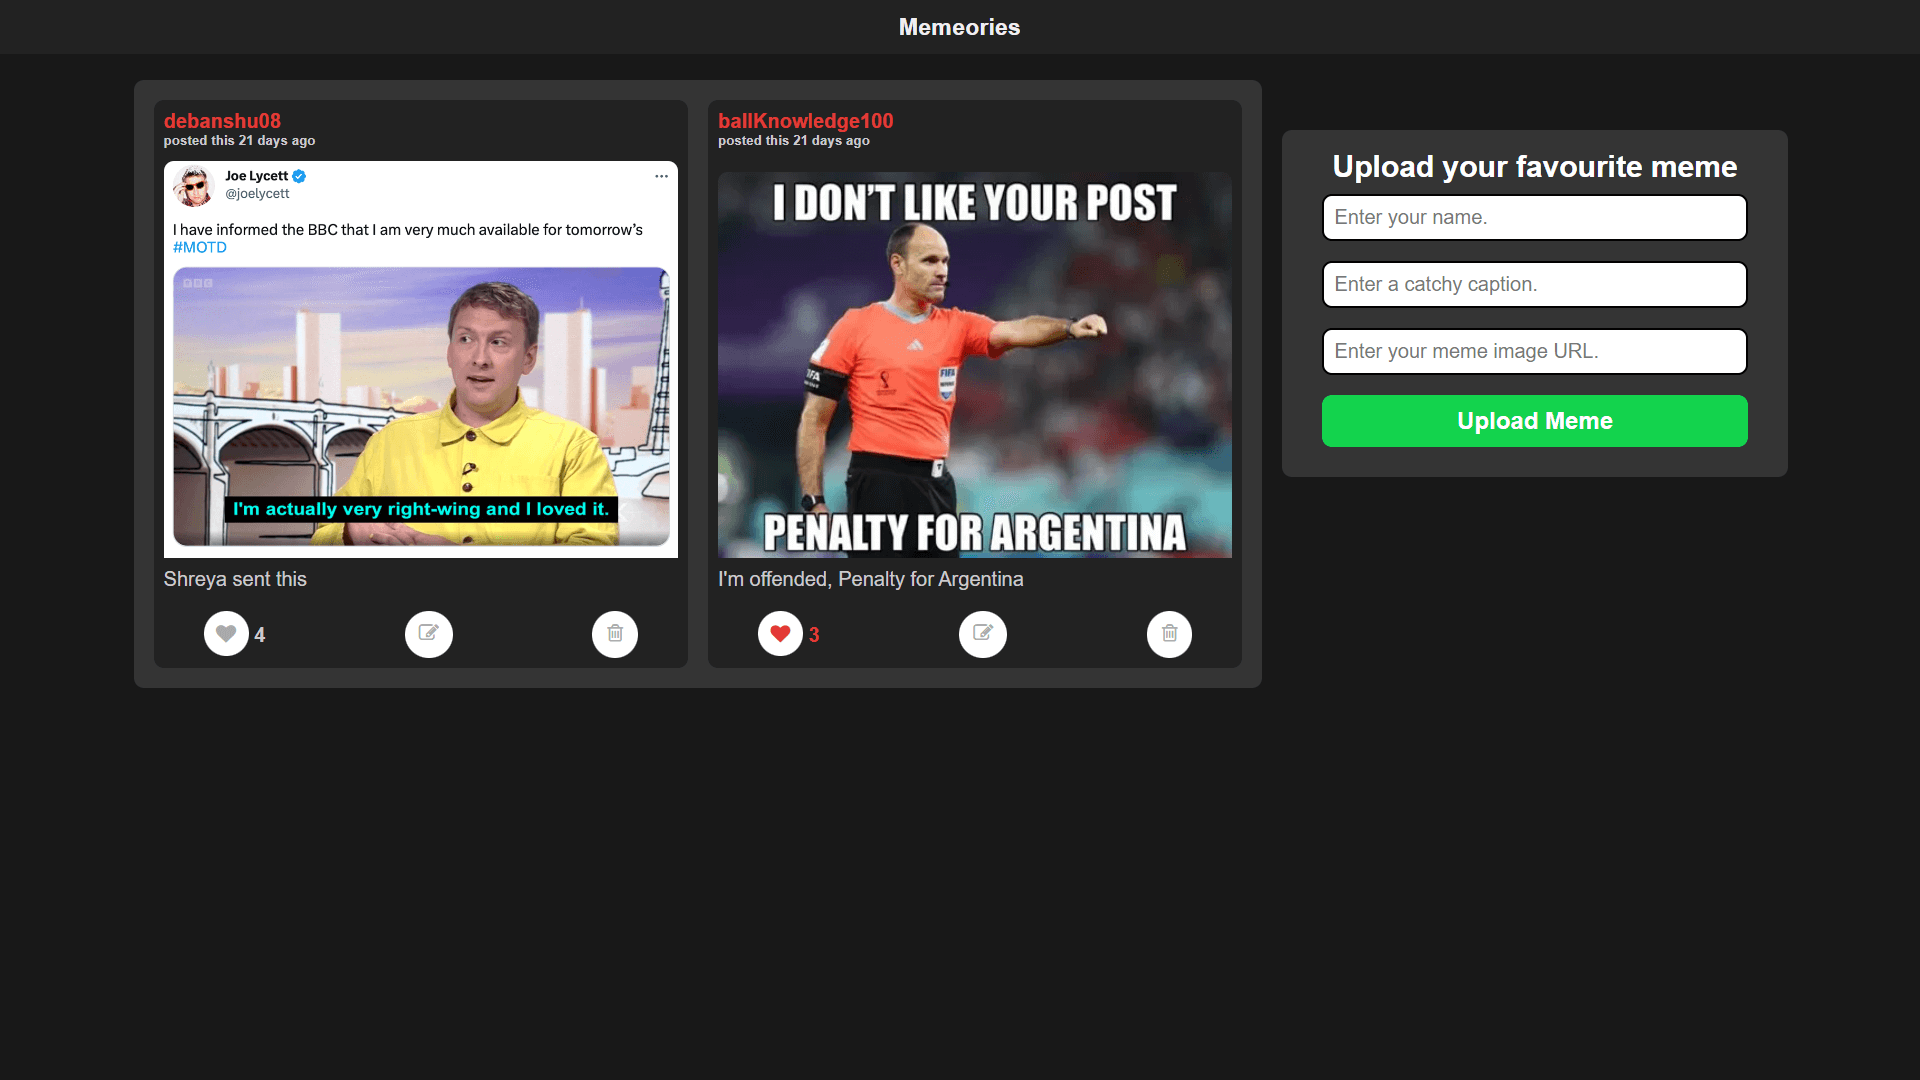 Memeories
debanshu08
posted this 21 days ago
Joe Lycett
@joelycett
I have informed the BBC that I am very much available for tomorrow’s
#MOTD
BBC
I'm actually very right-wing and I loved it.
Shreya sent this
4
ballKnowledge100
posted this 21 days ago
I DON'T LIKE YOUR POST
FIFA
FIFA
PENALTY FOR ARGENTINA
I'm offended, Penalty for Argentina
3
Upload your favourite meme
Enter your name.
Enter a catchy caption.
Enter your meme image URL.
Upload Meme